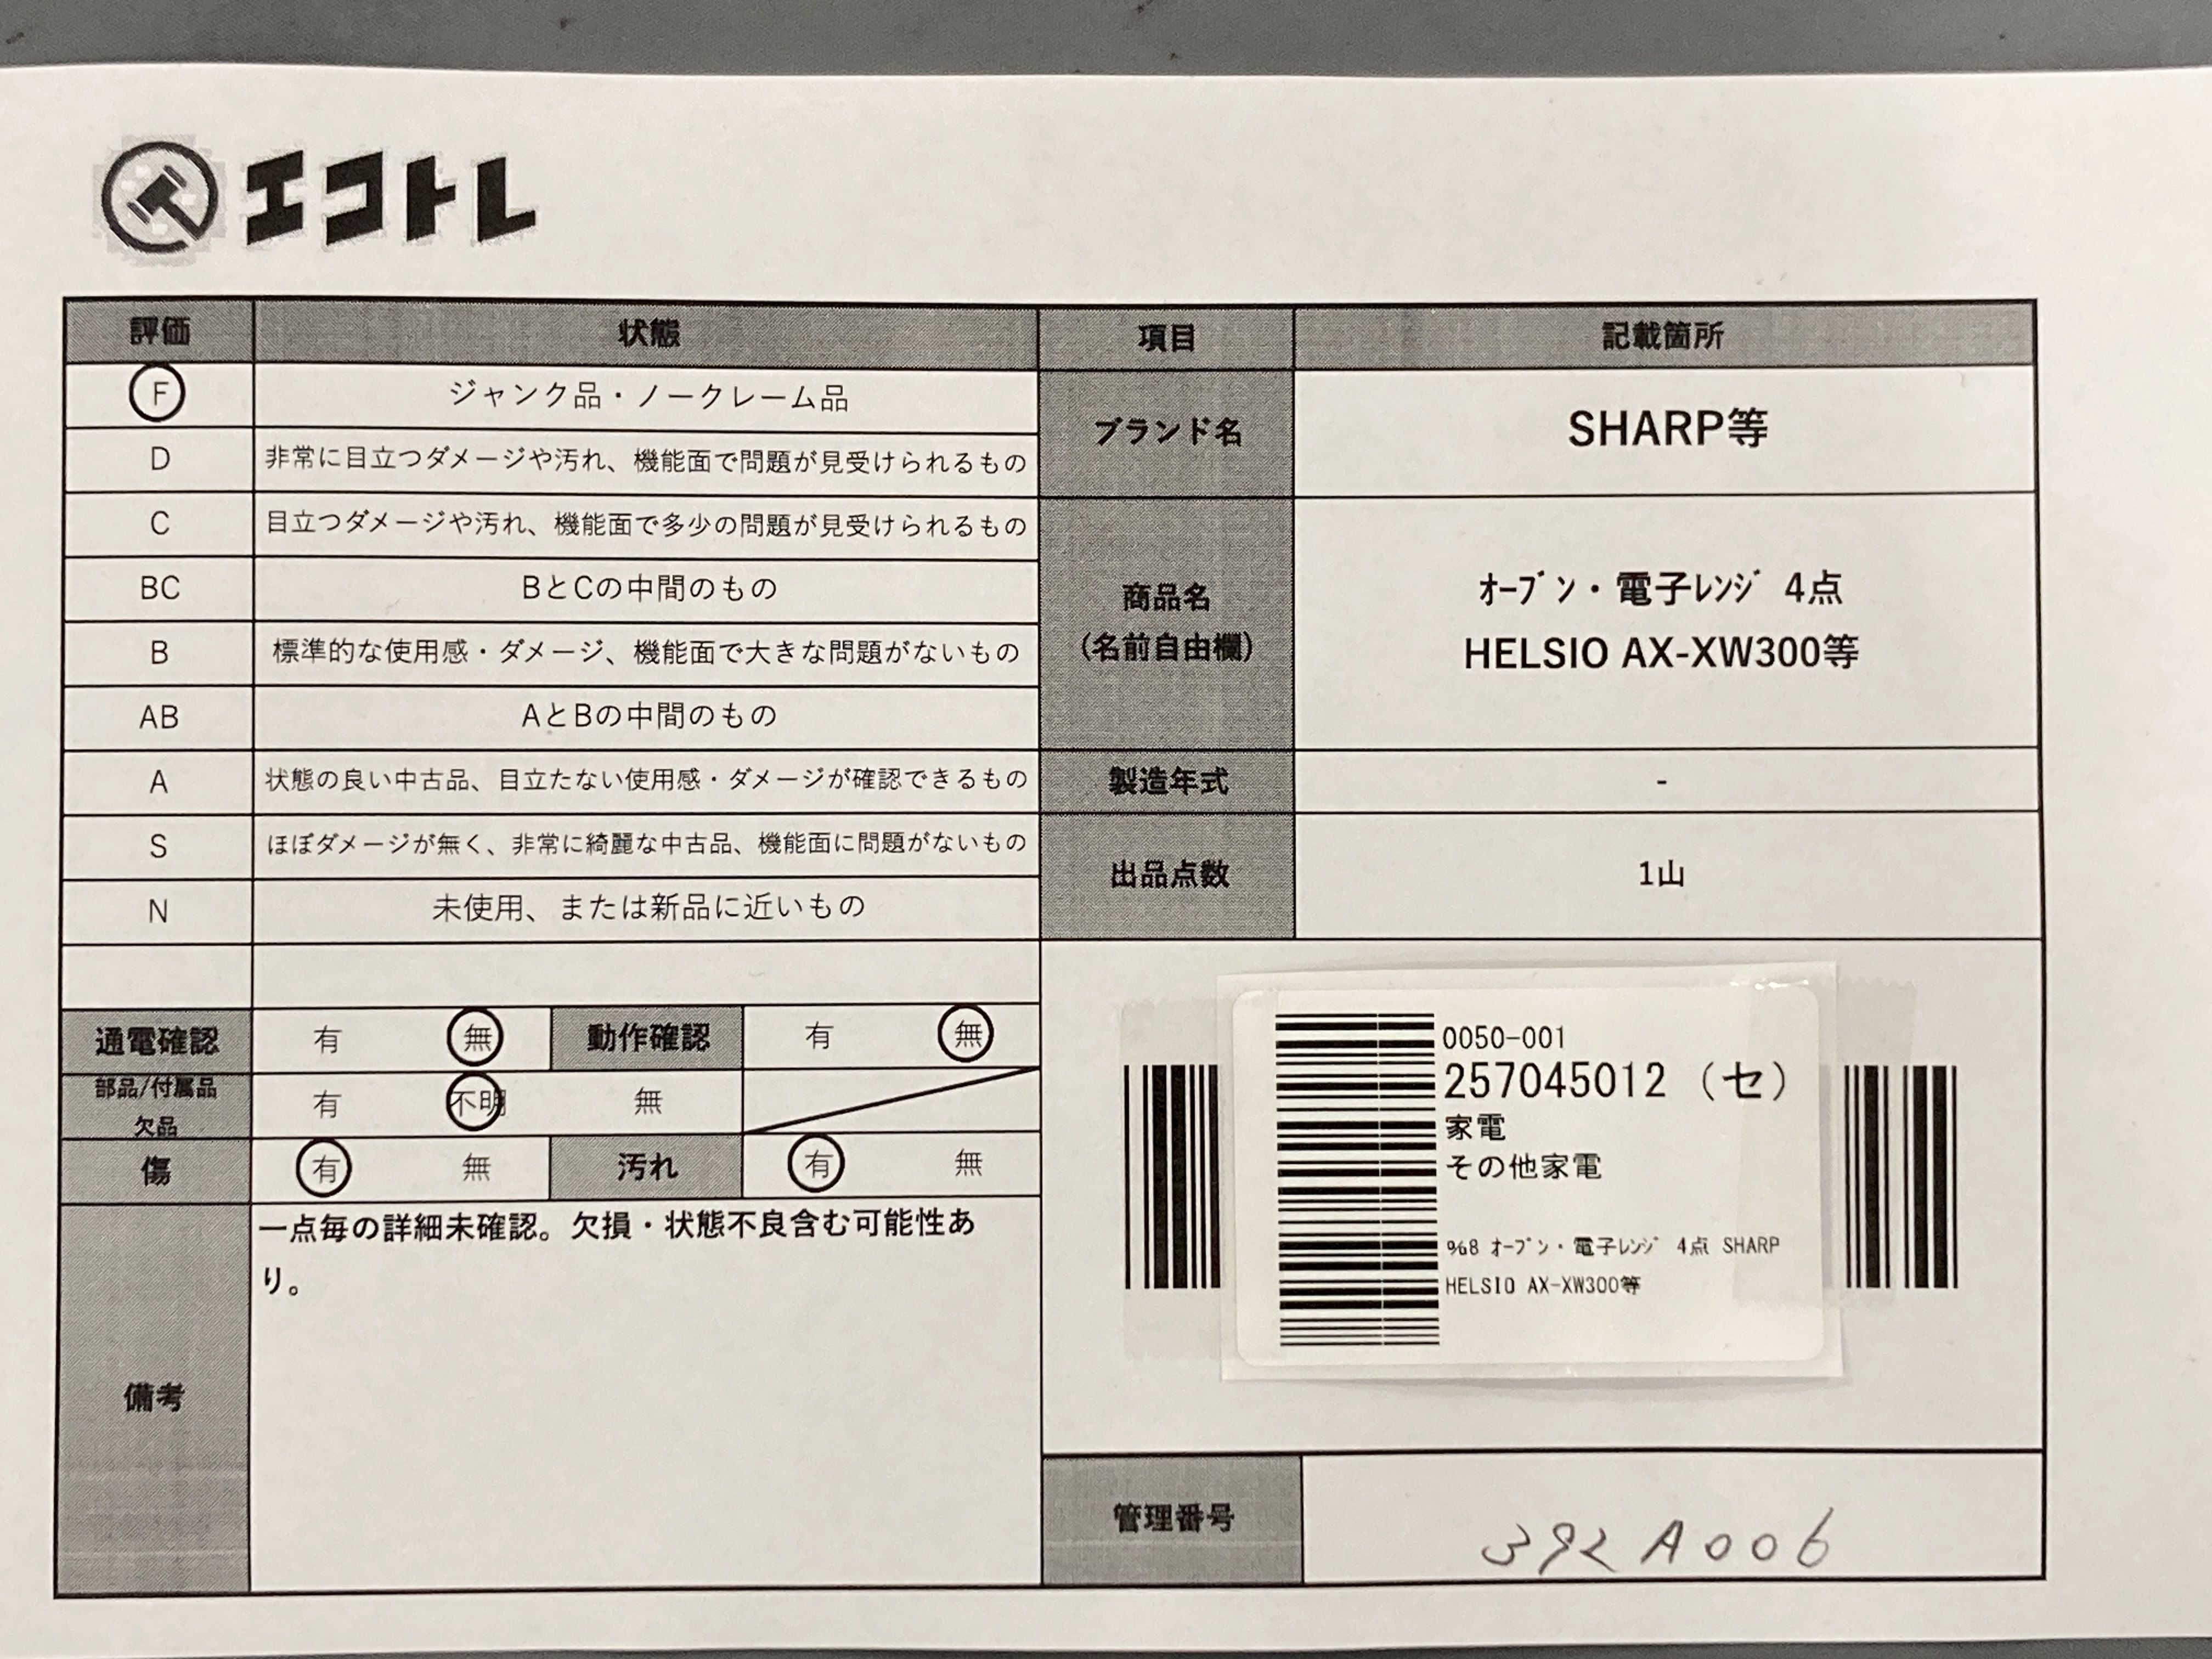 エコトレ
評価 状態 項目 記載箇所
F ジャンク品・ノークレーム品
D 非常に目立つダメージや汚れ、機能面で問題が見受けられるもの
C 目立つダメージや汚れ、機能面で多少の問題が見受けられるもの
BC BとCの中間のもの
B 標準的な使用感・ダメージ、機能面で大きな問題がないもの
AB AとBの中間のもの
A 状態の良い中古品、目立たない使用感・ダメージが確認できるもの
S ほぼダメージが無く、非常に綺麗な中古品、機能面に問題がないもの
N 未使用、または新品に近いもの
ブランド名 SHARP等
商品名
(名前自由欄)
ｵｰﾌﾞﾝ・電子ﾚﾝｼﾞ 4点
HELSIO AX-XW300等
製造年式 -
出品点数 1山
通電確認 有 無 動作確認 有 無
部品/付属品
欠品
有 不明 無
傷 有 無 汚れ 有 無
備考
一点毎の詳細未確認。欠損・状態不良含む可能性あ
り。
0050-001
257045012 (セ)
家電
その他家電
%8 ｵｰﾌﾞﾝ・電子ﾚﾝｼﾞ 4点 SHARP
HELSIO AX-XW300等
管理番号 392A006